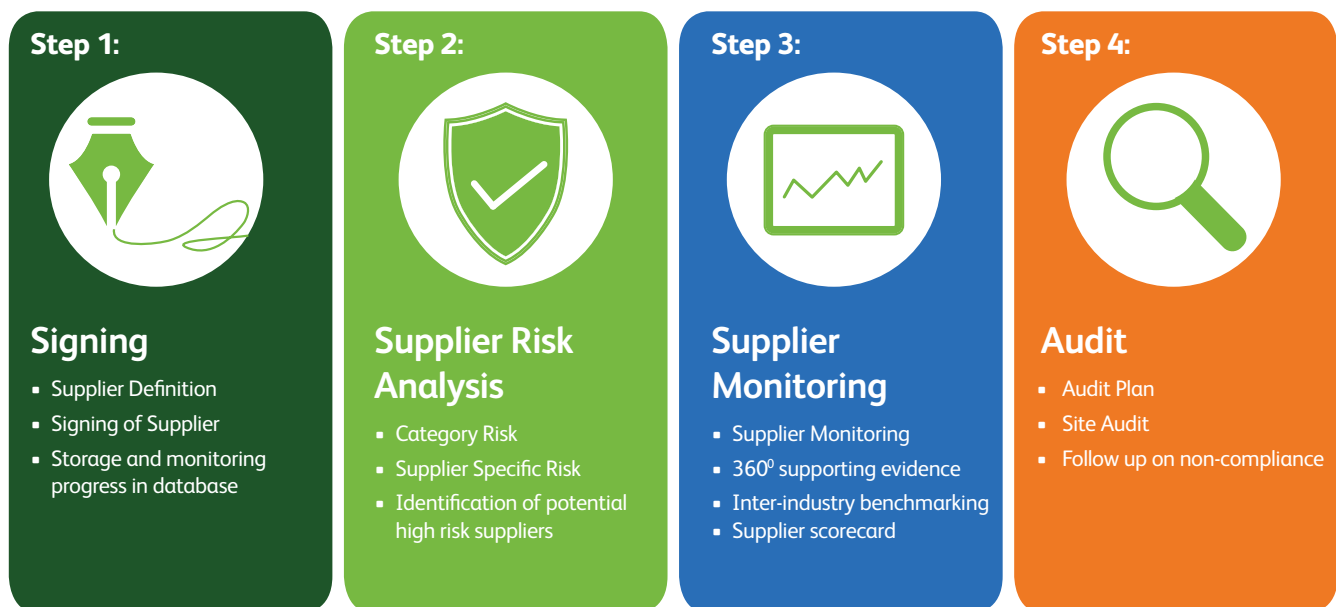 Step 1:
Signing
▪ Supplier Definition
▪ Signing of Supplier
▪ Storage and monitoring
progress in database
Step 2:
Supplier Risk
Analysis
▪ Category Risk
▪ Supplier Specific Risk
▪ Identification of potential
high risk suppliers
Step 3:
Supplier
Monitoring
▪ Supplier Monitoring
▪ 360⁰ supporting evidence
▪ Inter-industry benchmarking
▪ Supplier scorecard
Step 4:
Audit
▪ Audit Plan
▪ Site Audit
▪ Follow up on non-compliance